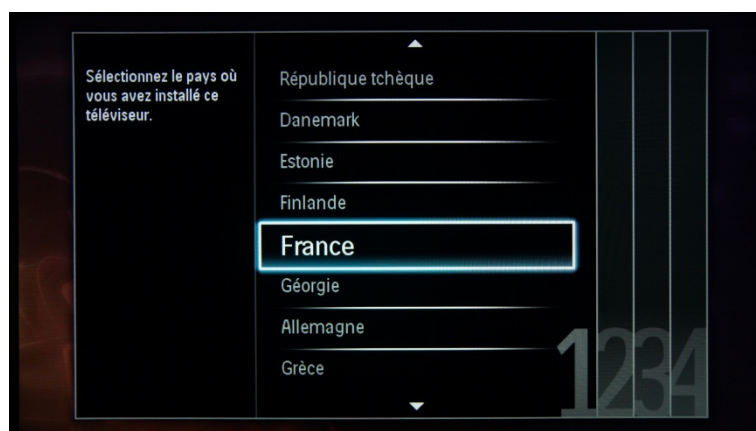 Sélectionnez le pays où
vous avez installé ce
téléviseur.
République tchèque
Danemark
Estonie
Finlande
France
Géorgie
Allemagne
Grèce
1234